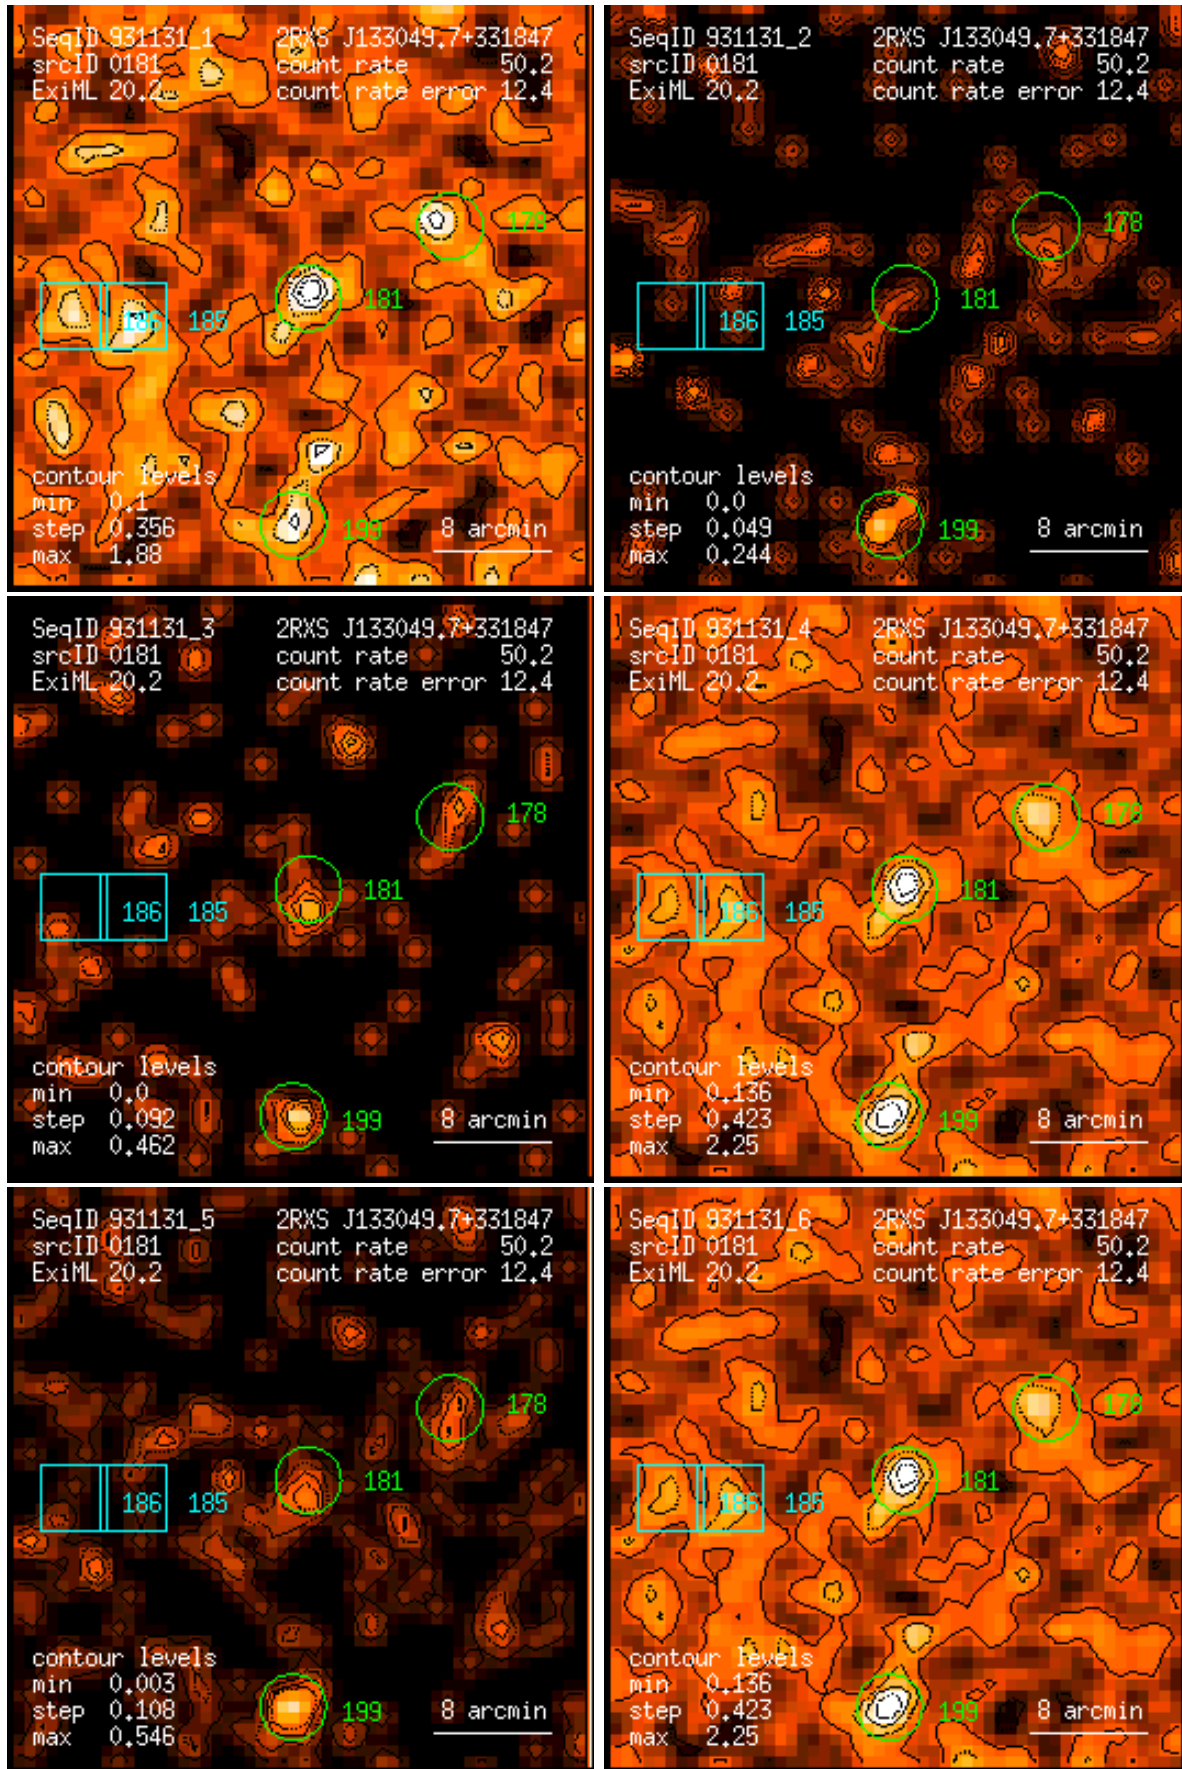 SeqID 931131_1 2RXS J133049.7+331847
srcID 0181 count rate 50.2
ExiML 20.2 count rate error 12.4
178
181
186 185
contour levels
min 0.1
step 0.356 199 8 arcmin
max 1.88
SeqID 931131_2 2RXS J133049.7+331847
srcID 0181 count rate 50.2
ExiML 20.2 count rate error 12.4
178
181
186 185
contour levels
min 0.0
step 0.049 199 8 arcmin
max 0.244
SeqID 931131_3 2RXS J133049.7+331847
srcID 0181 count rate 50.2
ExiML 20.2 count rate error 12.4
178
181
186 185
contour levels
min 0.0
step 0.092 199 8 arcmin
max 0.462
SeqID 931131_4 2RXS J133049.7+331847
srcID 0181 count rate 50.2
ExiML 20.2 count rate error 12.4
178
181
186 185
contour levels
min 0.136
step 0.423 199 8 arcmin
max 2.25
SeqID 931131_5 2RXS J133049.7+331847
srcID 0181 count rate 50.2
ExiML 20.2 count rate error 12.4
178
181
186 185
contour levels
min 0.003
step 0.108 199 8 arcmin
max 0.546
SeqID 931131_6 2RXS J133049.7+331847
srcID 0181 count rate 50.2
ExiML 20.2 count rate error 12.4
178
181
186 185
contour levels
min 0.136
step 0.423 199 8 arcmin
max 2.25